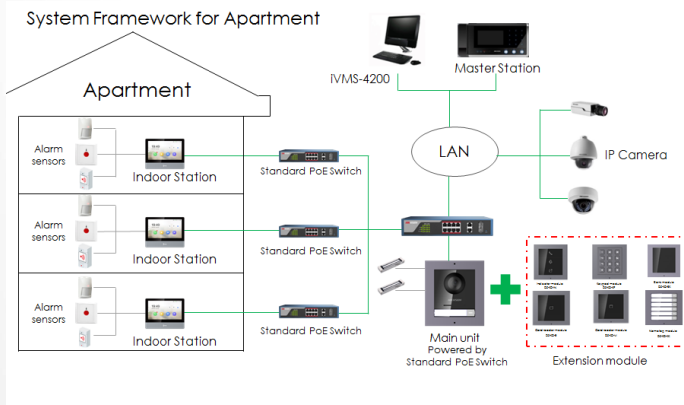 System Framework for Apartment
Apartment
iVMS-4200
Master Station
LAN
IP Camera
Alarm
sensors
Indoor Station
Standard PoE Switch
Alarm
sensors
Indoor Station
Standard PoE Switch
Alarm
sensors
Indoor Station
Standard PoE Switch
Main unit
Powered by
Standard PoE Switch
Extension module